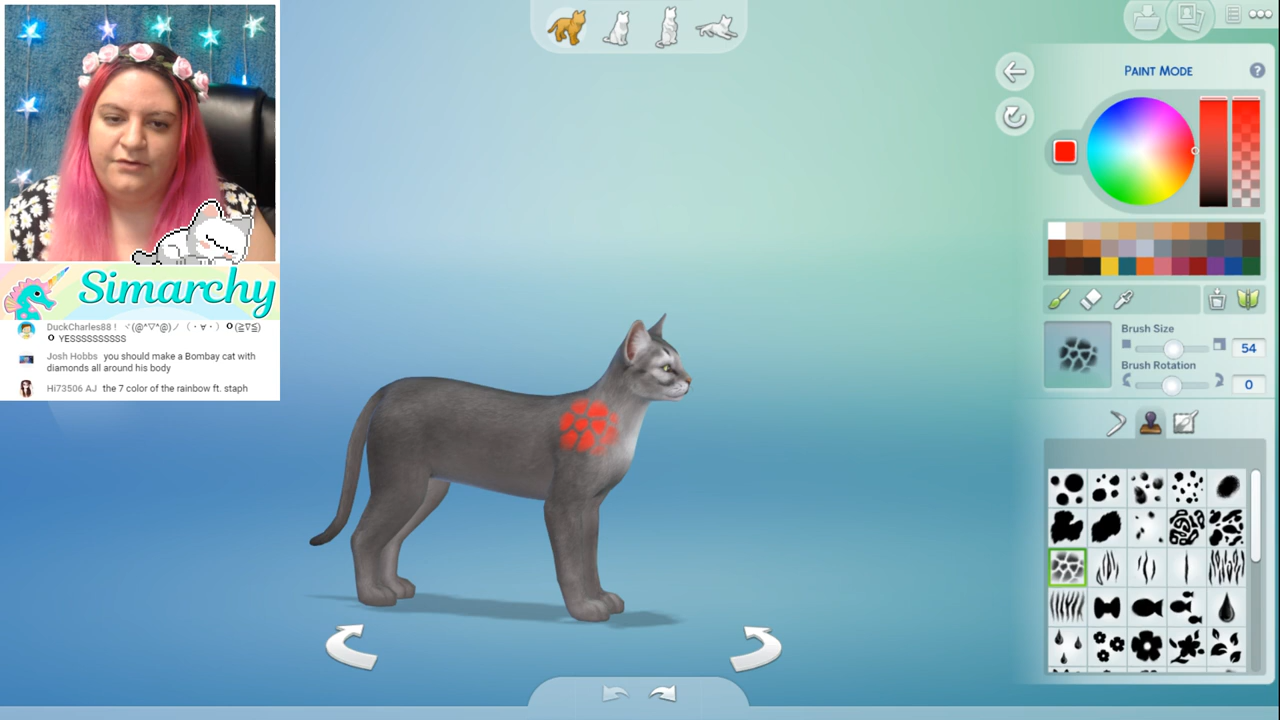 Simarchy
DuckCharles88 ! ヾ(@^▽^@)ノ (・∀・) O(≧∇≦)
O YESSSSSSSSSS
Josh Hobbs you should make a Bombay cat with
diamonds all around his body
Hi73506 AJ the 7 color of the rainbow ft. staph
PAINT MODE
?
Brush Size
54
Brush Rotation
0